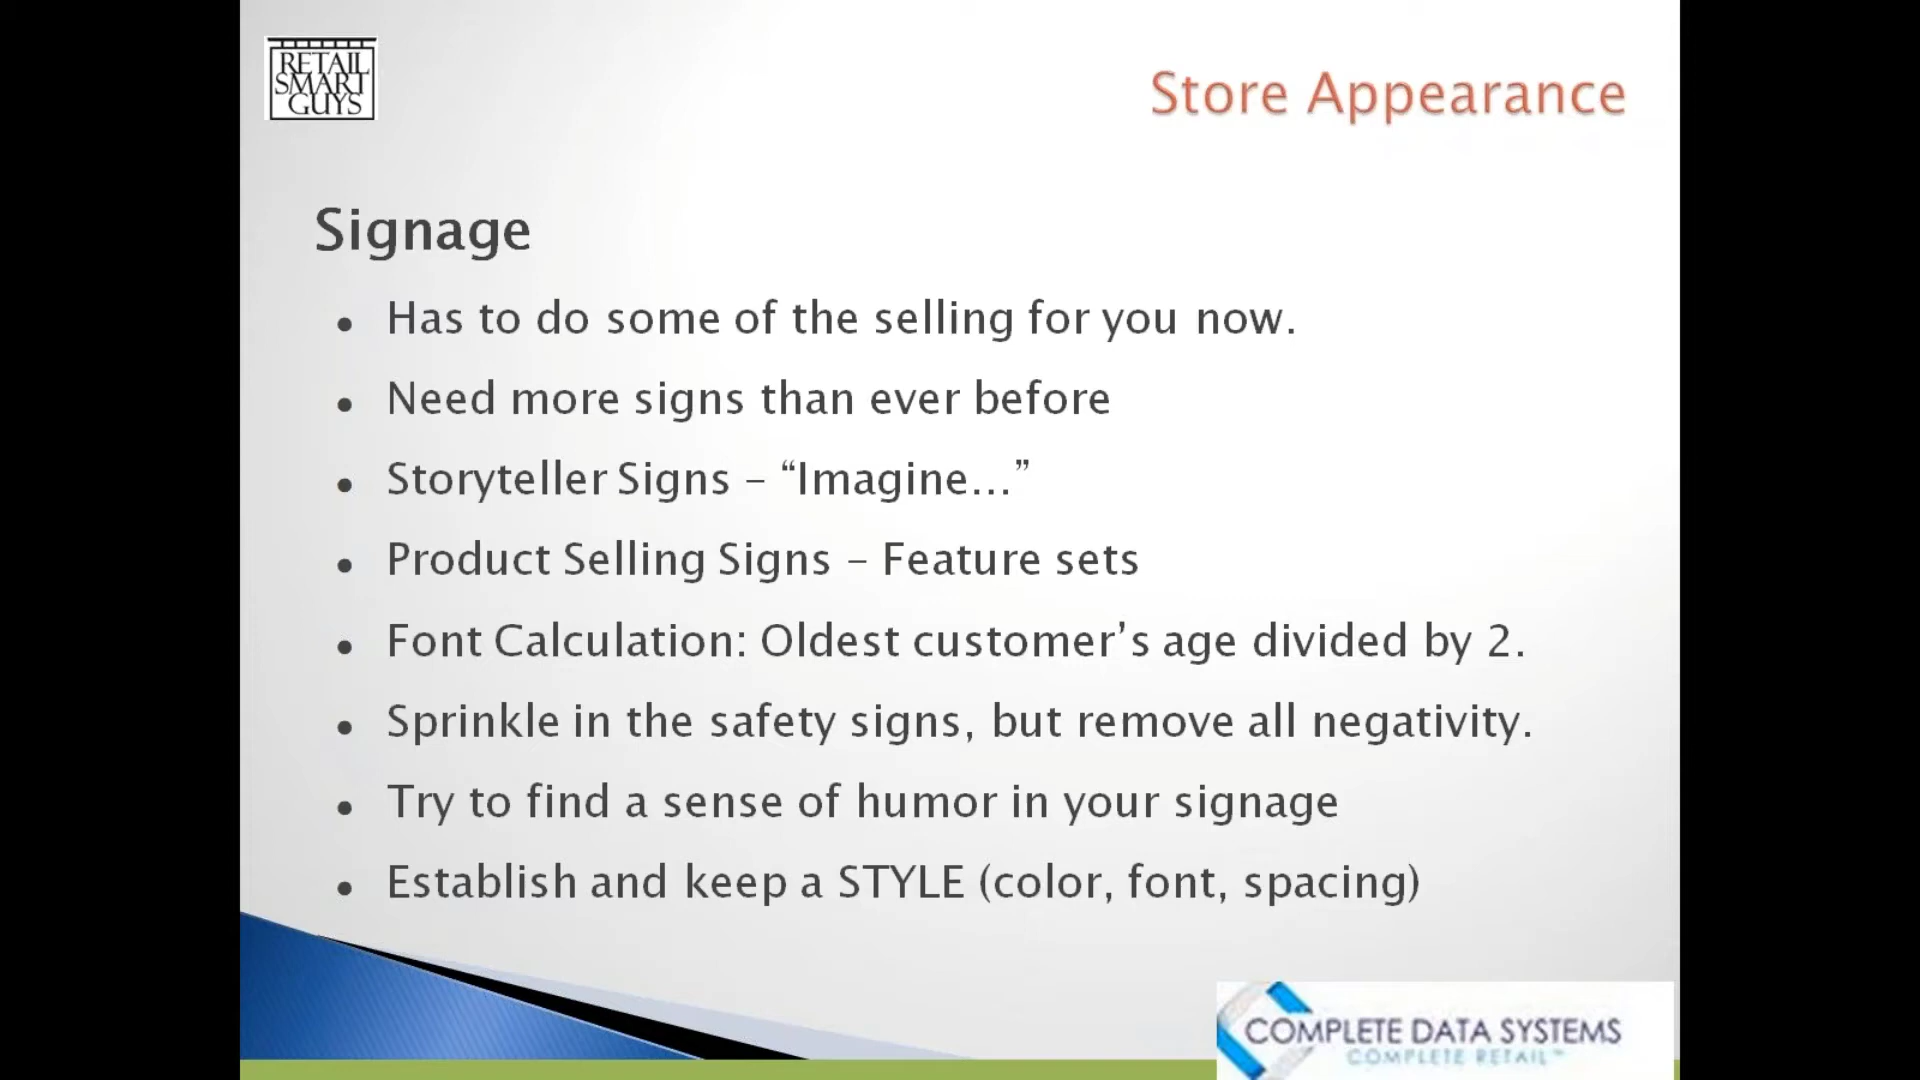 RETAIL
SMART
GUYS
Store Appearance
Signage
• Has to do some of the selling for you now.
• Need more signs than ever before
• Storyteller Signs – “Imagine…”
• Product Selling Signs – Feature sets
• Font Calculation: Oldest customer’s age divided by 2.
• Sprinkle in the safety signs, but remove all negativity.
• Try to find a sense of humor in your signage
• Establish and keep a STYLE (color, font, spacing)
COMPLETE DATA SYSTEMS
COMPLETE RETAIL™